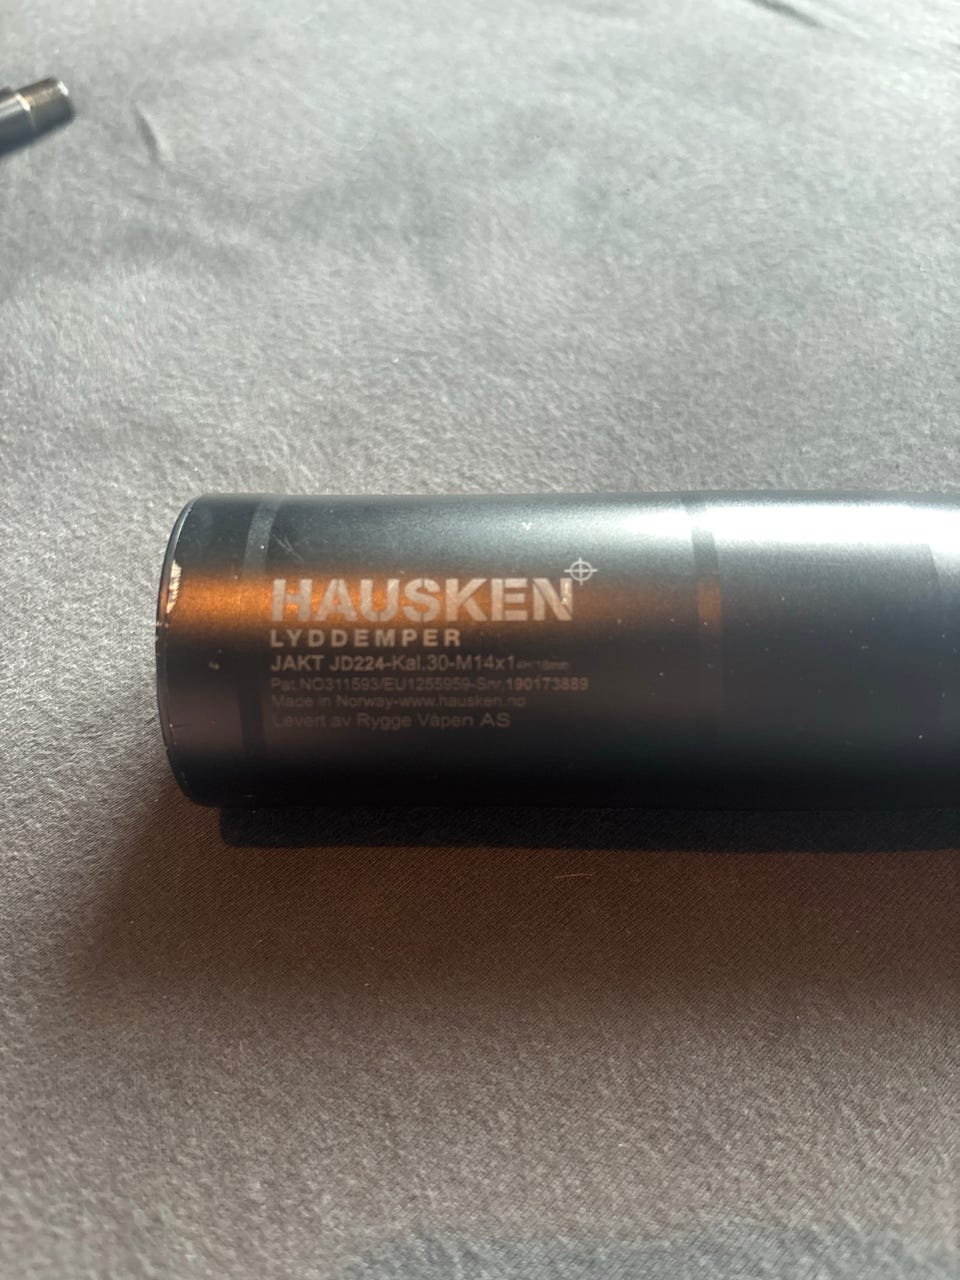 HAUSKEN
LYDDEMPER
JAKT JD224-Kal.30-M14x1
Pat.NO311593/EU1255959-Snr.190173889
Made in Norway-www.hausken.no
Levert av Rygge Våpen AS